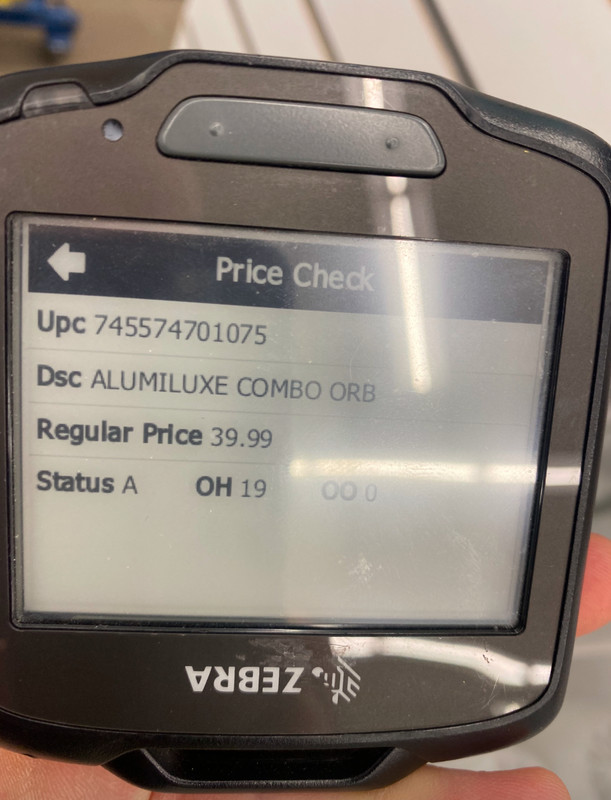 Price Check
Upc 745574701075
Dsc ALUMILUXE COMBO ORB
Regular Price 39.99
Status A OH 19 OO 0
ZEBRA